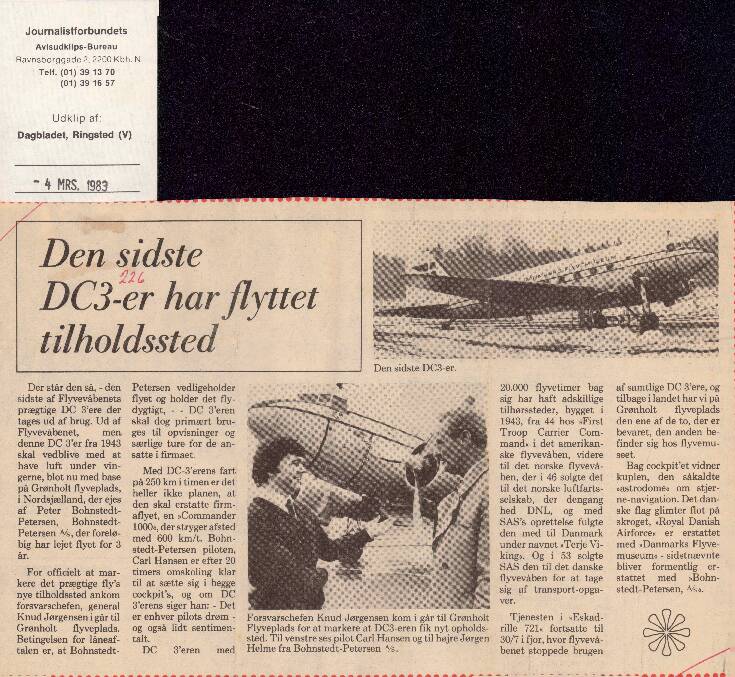 Journalistforbundets
Avisudklips-Bureau
Ravnsborggade 2, 2200 Kbh. N
Telf. (01) 39 13 70
(01) 39 16 57
Udklip af:
Dagbladet, Ringsted (V)
- 4 MRS. 1983
Den sidste
226
DC3-er har flyttet
tilholdssted
Den sidste DC3-er.
Der står den så, - den
sidste af Flyvevåbenets
prægtige DC 3'ere der
tages ud af brug. Ud af
Flyvevåbenet, men
denne DC 3'er fra 1943
skal vedblive med at
have luft under vin-
gerne, blot nu med base
på Grønholt flyveplads,
i Nordsjælland, der ejes
af Peter Bohnstedt-
Petersen, Bohnstedt-
Petersen A/S, der foreløb-
big har lejet flyet for 3
år.
For officielt at mar-
kere det prægtige fly's
nye tilholdssted ankom
forsvarschefen, general
Knud Jørgensen i går til
Grønholt flyveplads.
Betingelsen for låneaf-
talen er, at Bohnstedt-
Petersen vedligeholder
flyet og holder det fly-
dygtigt, - - DC 3'eren
skal dog primært bru-
ges til opvisninger og
særlige ture for de an-
satte i firmaet.
Med DC-3'erens fart
på 250 km i timen er det
heller ikke planen, at
den skal erstatte firm-
aflyet, en »Commander
1000«, der stryger afsted
med 600 km/t. Bohn-
stedt-Petersen piloten,
Carl Hansen er efter 20
timers omskoling klar
til at sætte sig i begge
cockpit's, og om DC
3'erens siger han: - Det
er enhver pilots drøm -
og også lidt sentimen-
talt.
DC 3'eren med
Forsvarschefen Knud Jørgensen kom i går til Grønholt
Flyveplads for at markere at DC3-eren fik nyt opholds-
sted. Til venstre ses pilot Carl Hansen og til højre Jørgen
Helme fra Bohnstedt-Petersen A/S.
20.000 flyvetimer bag
sig har haft adskillige
tilhørssteder, bygget i
1943, fra 44 hos »First
Troop Carrier Com-
mand« i det amerikan-
ske flyvevåben, videre
til det norske flyvevå-
ben, der i 46 solgte det
til det norske luftfarts-
selskab, der dengang
hed DNL, og med
SAS's oprettelse fulgte
den med til Danmark
under navnet »Terje Vi-
king«. Og i 53 solgte
SAS den til det danske
flyvevåben for at tage
sig af transport-opga-
ver.
Tjenesten i »Eskad-
rille 721« fortsatte til
30/7 i fjor, hvor flyvevå-
benet stoppede brugen
af samtlige DC 3'ere, og
tilbage i landet har vi på
Grønholt flyveplads
den ene af de to, der er
bevaret, den anden be-
finder sig hos flyvemu-
seet.
Bag cockpit'et vidner
kuplen, den såkaldte
»astrodome« om stjer-
ne-navigation. Det dan-
ske flag glimter flot på
skroget, »Royal Danish
Airforce« er erstattet
med »Danmarks Flyve-
museum« - sidstnævnte
bliver formentlig er-
stattet med »Bohn-
stedt-Petersen, A/S«.